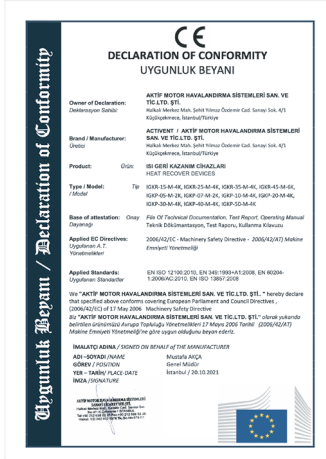 CE
DECLARATION OF CONFORMITY
UYGUNLUK BEYANI
Uygunluk Beyanı / Declaration of Conformity
Owner of Declaration:
Deklarasyon Sahibi:
AKTİF MOTOR HAVALANDIRMA SİSTEMLERİ SAN. VE
TİC.LTD. ŞTİ.
Halkalı Merkez Mah. Şehit Yılmaz Özdemir Cad. Sanayi Sok. 4/1
Küçükçekmece, İstanbul/Türkiye
Brand / Manufacturer:
Üretici
ACTIVENT / AKTİF MOTOR HAVALANDIRMA SİSTEMLERİ
SAN. VE TİC.LTD. ŞTİ.
Halkalı Merkez Mah. Şehit Yılmaz Özdemir Cad. Sanayi Sok. 4/1
Küçükçekmece, İstanbul/Türkiye
Product: Ürün:
ISI GERİ KAZANIM CİHAZLARI
HEAT RECOVER DEVICES
Type / Model: Tip
/ Model
IGKR-15-M-4K, IGKR-25-M-4K, IGKR-35-M-4K, IGKR-45-M-4K,
IGKP-05-M-2K, IGKP-07-M-2K, IGKP-10-M-4K, IGKP-20-M-4K,
IGKP-30-M-4K, IGKP-40-M-4K, IGKP-50-M-4K
Base of attestation: Onay
Dayanağı
File Of Technical Documentation, Test Report, Operating Manual
Teknik Dökümantasyon, Test Raporu, Kullanma Kılavuzu
Applied EC Directives:
Uygulanan A.T.
Yönetmelikleri
2006/42/EC - Machinery Safety Directive - 2006/42/AT) Makine
Emniyeti Yönetmeliği
Applied Standards:
Uygulanan Standartlar
EN ISO 12100:2010, EN 349:1993+A1:2008, EN 60204-
1:2006/AC:2010, EN ISO 13857:2008
We "AKTİF MOTOR HAVALANDIRMA SİSTEMLERİ SAN. VE TİC.LTD. ŞTİ.. " hereby declare
that specified above conforms covering European Parliament and Council Directives ,
(2006/42/EC) of 17 May 2006 Machinery Safety Directive
Biz "AKTİF MOTOR HAVALANDIRMA SİSTEMLERİ SAN. VE TİC.LTD. ŞTİ." olarak yukarıda
belirtilen ürünümüzü Avrupa Topluluğu Yönetmelikleri 17 Mayıs 2006 Tarihli (2006/42/AT)
Makine Emniyeti Yönetmeliği'ne göre uygun olduğunu beyan ederiz.
İMALATÇI ADINA / SIGNED ON BEHALF of THE MANUFACTURER
ADI –SOYADI /NAME Mustafa AKÇA
GÖREV / POSITION Genel Müdür
YER – TARİH/ PLACE-DATE İstanbul / 20.10.2021
İMZA /SIGNATURE
AKTİF MOTOR HAVALANDIRMA SİSTEMLERİ